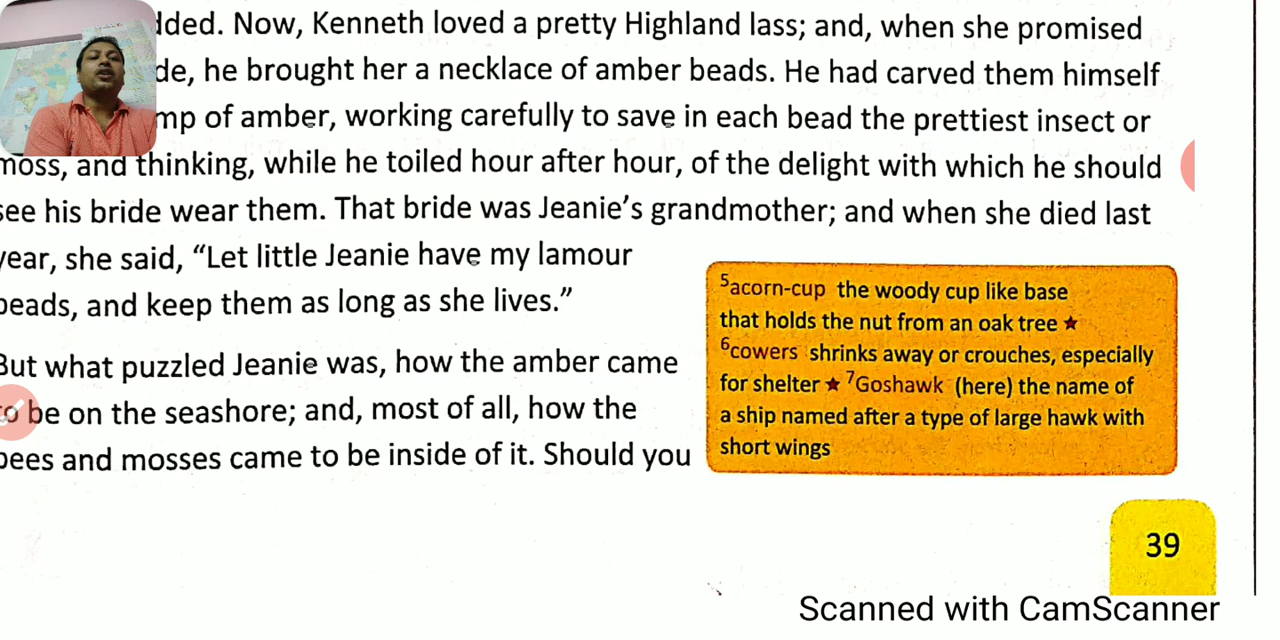 dded. Now, Kenneth loved a pretty Highland lass; and, when she promised
de, he brought her a necklace of amber beads. He had carved them himself
mp of amber, working carefully to save in each bead the prettiest insect or
moss, and thinking, while he toiled hour after hour, of the delight with which he should
see his bride wear them. That bride was Jeanie's grandmother; and when she died last
year, she said, “Let little Jeanie have my lamour
beads, and keep them as long as she lives.”
But what puzzled Jeanie was, how the amber came
to be on the seashore; and, most of all, how the
bees and mosses came to be inside of it. Should you
⁵acorn-cup the woody cup like base
that holds the nut from an oak tree ★
⁶cowers shrinks away or crouches, especially
for shelter ★ ⁷Goshawk (here) the name of
a ship named after a type of large hawk with
short wings
39
Scanned with CamScanner